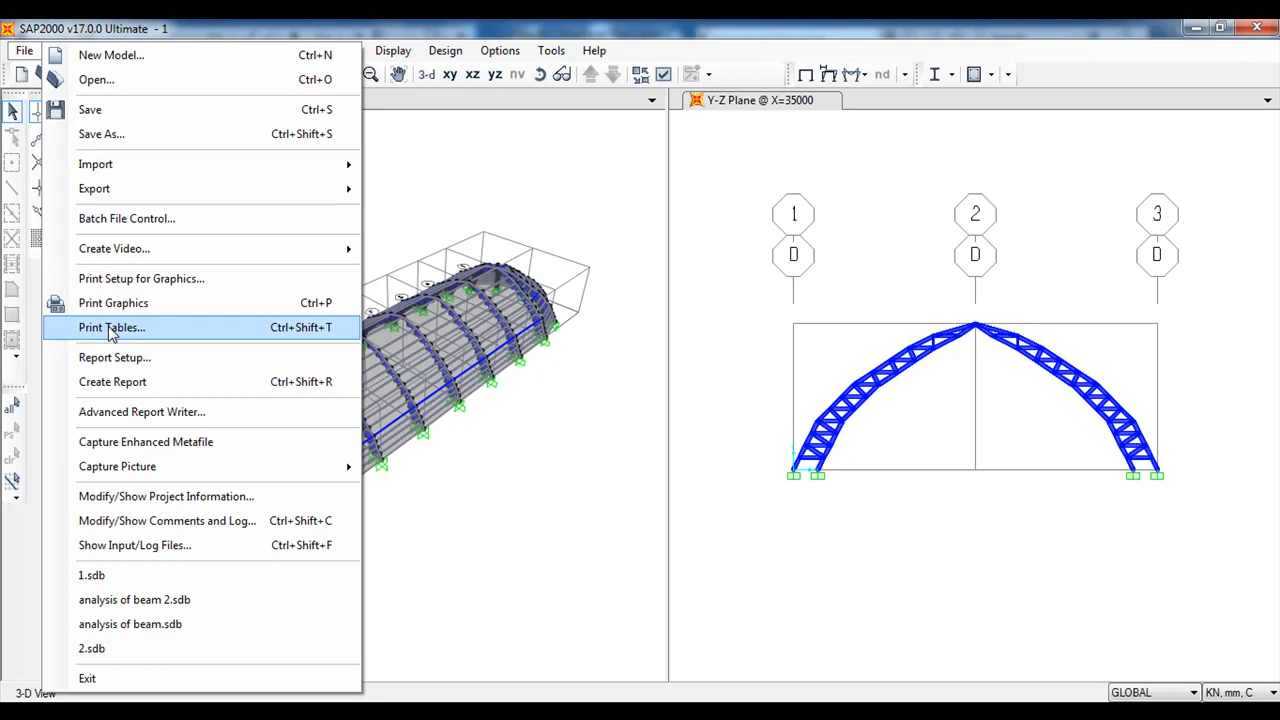 SAP2000 v17.0.0 Ultimate - 1
File
Display
Design
Options
Tools
Help
3-d xy xz yz nv
nd
New Model... Ctrl+N
Open... Ctrl+O
Save Ctrl+S
Save As... Ctrl+Shift+S
Import
Export
Batch File Control...
Create Video...
Print Setup for Graphics...
Print Graphics Ctrl+P
Print Tables... Ctrl+Shift+T
Report Setup...
Create Report Ctrl+Shift+R
Advanced Report Writer...
Capture Enhanced Metafile
Capture Picture
Modify/Show Project Information...
Modify/Show Comments and Log... Ctrl+Shift+C
Show Input/Log Files... Ctrl+Shift+F
1.sdb
analysis of beam 2.sdb
analysis of beam.sdb
2.sdb
Exit
all
PS
clr
Y-Z Plane @ X=35000
1 2 3
D D D
3-D View
GLOBAL
KN, mm, C